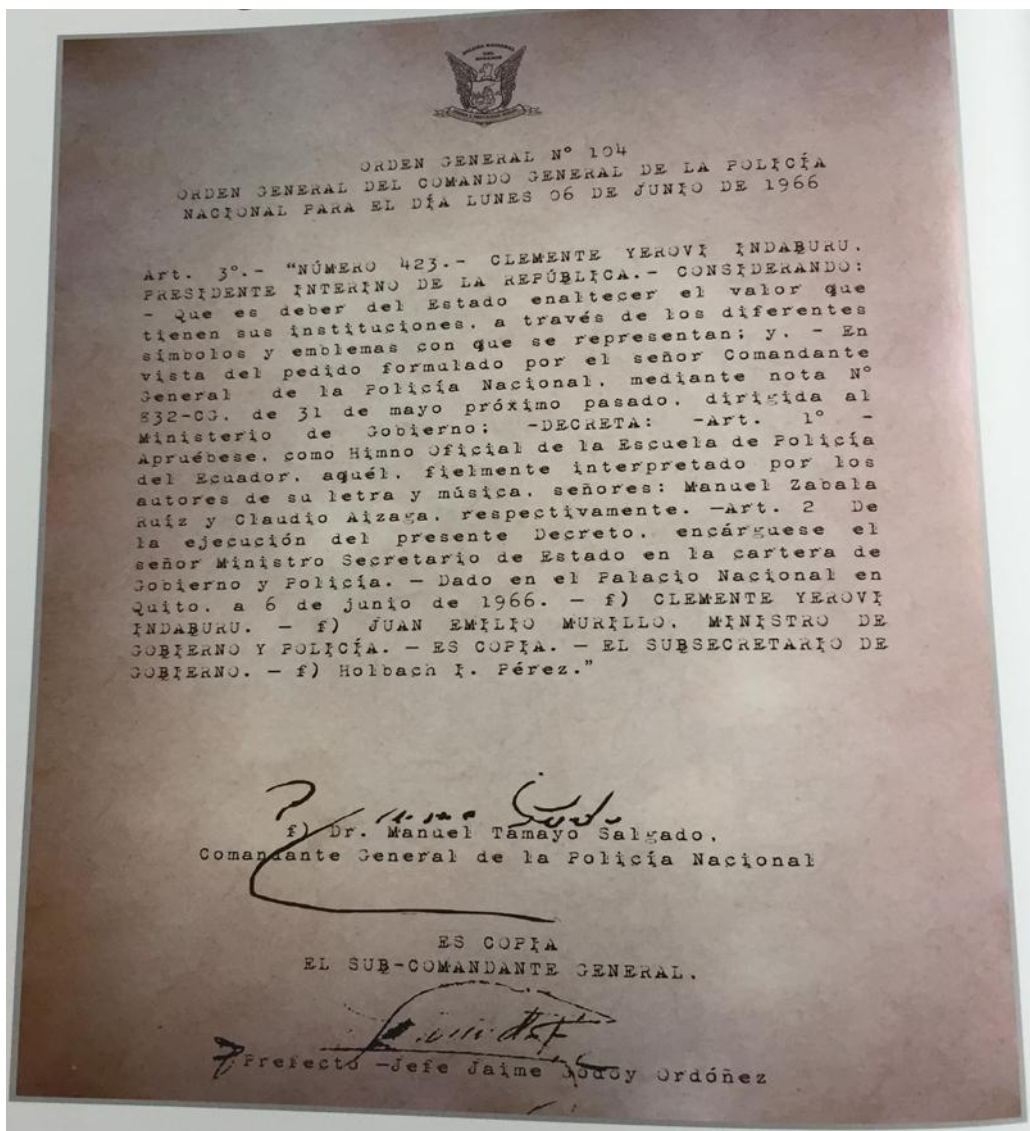 POLICÍA NACIONAL
DEL
ECUADOR
ORDEN GENERAL N° 104
ORDEN GENERAL DEL COMANDO GENERAL DE LA POLICÍA
NACIONAL PARA EL DÍA LUNES 06 DE JUNIO DE 1966
Art. 3°.- “NÚMERO 423.- CLEMENTE YEROVI INDABURU.
PRESIDENTE INTERINO DE LA REPÚBLICA.- CONSIDERANDO:
- Que es deber del Estado enaltecer el valor que
tienen sus instituciones, a través de los diferentes
símbolos y emblemas con que se representan; y, - En
vista del pedido formulado por el señor Comandante
General de la Policía Nacional, mediante nota N°
832-CG, de 31 de mayo próximo pasado, dirigida al
Ministerio de Gobierno; -DECRETA: -Art. 1° -
Apruébese, como Himno Oficial de la Escuela de Policía
del Ecuador, aquél, fielmente interpretado por los
autores de su letra y música, señores: Manuel Zabala
Ruíz y Claudio Aizaga, respectivamente. —Art. 2 De
la ejecución del presente Decreto, encárguese el
señor Ministro Secretario de Estado en la cartera de
Gobierno y Policía. — Dado en el Palacio Nacional en
Quito, a 6 de junio de 1966. — f) CLEMENTE YEROVI
INDABURU. — f) JUAN EMILIO MURILLO, MINISTRO DE
GOBIERNO Y POLICÍA. — ES COPIA. — EL SUBSECRETARIO DE
GOBIERNO. — f) Holbach I. Pérez.”
f) Dr. Manuel Tamayo Salgado,
Comandante General de la Policía Nacional
ES COPIA
EL SUB-COMANDANTE GENERAL,
Prefecto —Jefe Jaime Godoy Ordóñez